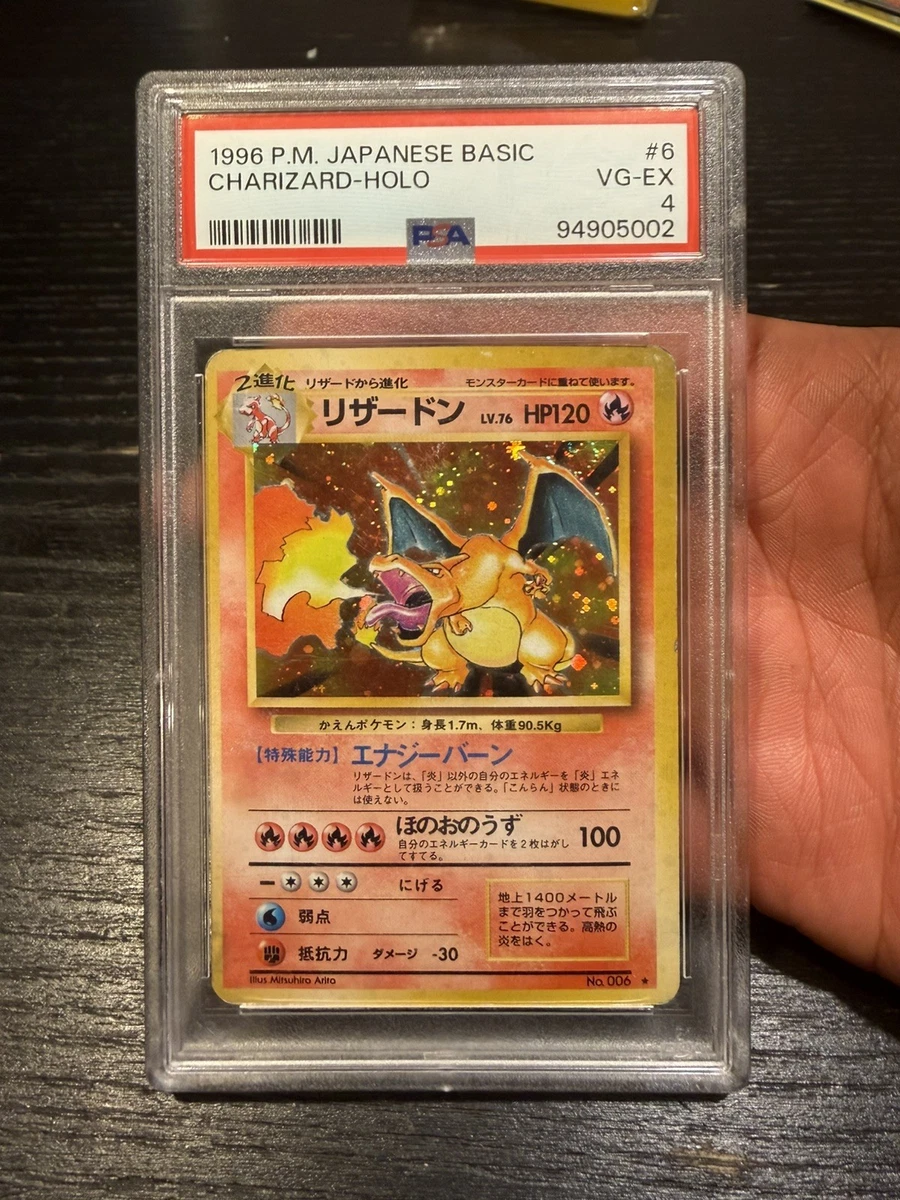 1996 P.M. JAPANESE BASIC #6
CHARIZARD-HOLO VG-EX
4
PSA 94905002
2進化 リザードから進化 モンスターカードに重ねて使います。
リザードン LV.76 HP120
かえんポケモン：身長1.7m、体重90.5Kg
【特殊能力】 エナジーバーン
リザードンは、「炎」以外の自分のエネルギーを「炎」エネ
ルギーとして扱うことができる。「こんらん」状態のときに
は使えない。
ほのおのうず 100
自分のエネルギーカードを2枚はがし
てすてる。
ー にげる
弱点
抵抗力 ダメージ -30
地上1400メートル
まで羽をつかって飛ぶ
ことができる。高熱の
炎をはく。
Illus Mitsuhiro Arita No. 006 ★